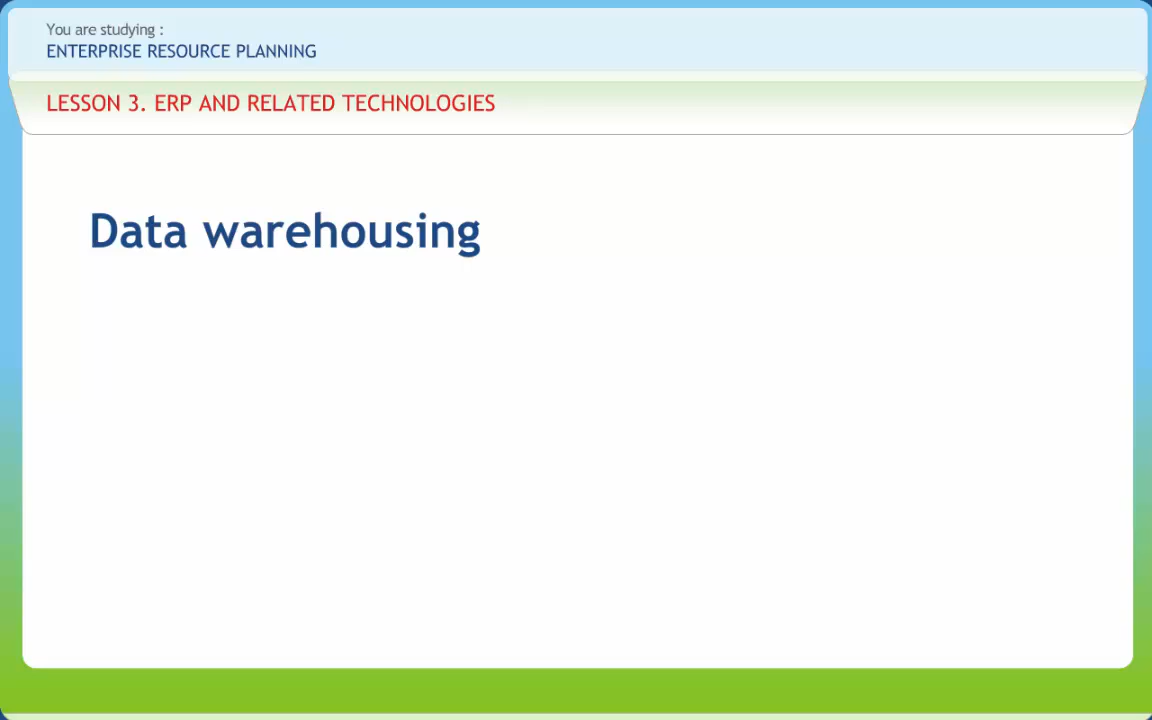 You are studying :
ENTERPRISE RESOURCE PLANNING
LESSON 3. ERP AND RELATED TECHNOLOGIES
Data warehousing